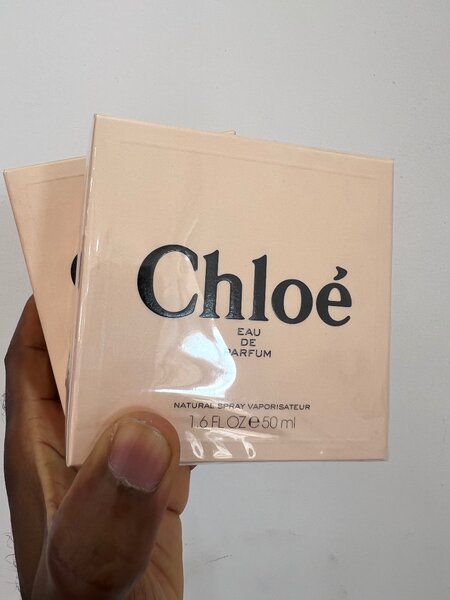 Chloé
EAU
DE
PARFUM
NATURAL SPRAY VAPORISATEUR
1.6 FL OZ e 50 ml